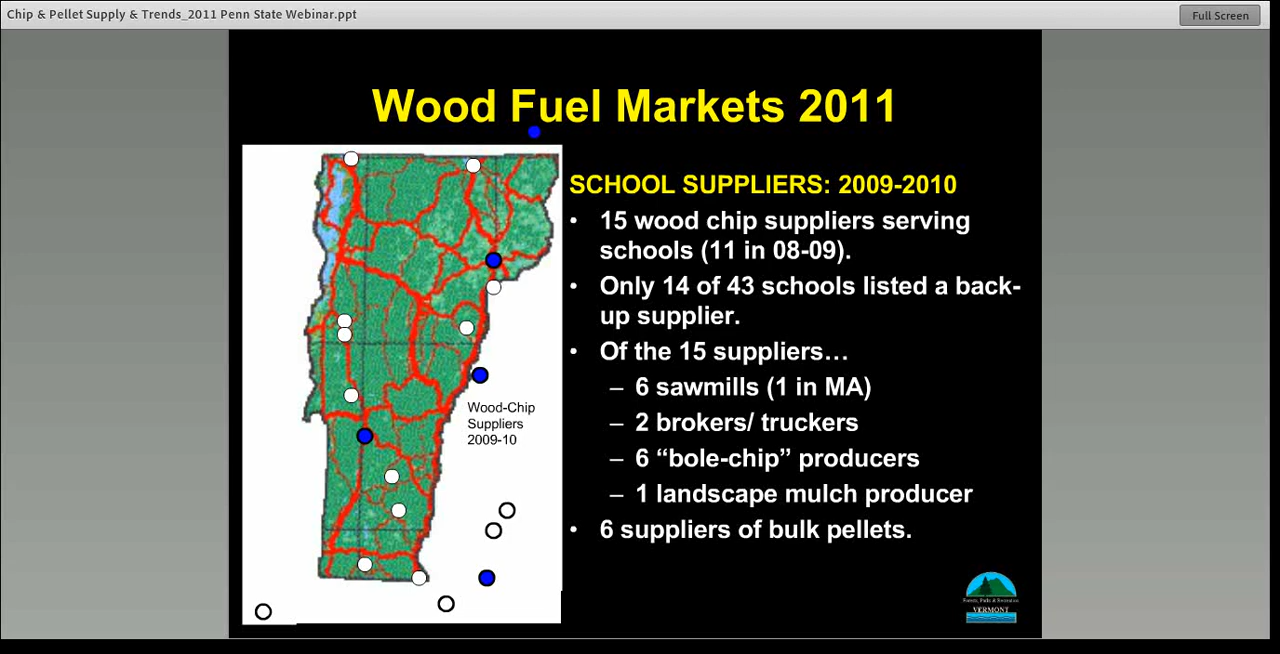 Chip & Pellet Supply & Trends_2011 Penn State Webinar.ppt
Full Screen
Wood Fuel Markets 2011
SCHOOL SUPPLIERS: 2009-2010
• 15 wood chip suppliers serving
schools (11 in 08-09).
• Only 14 of 43 schools listed a back-
up supplier.
• Of the 15 suppliers…
– 6 sawmills (1 in MA)
– 2 brokers/ truckers
– 6 “bole-chip” producers
– 1 landscape mulch producer
• 6 suppliers of bulk pellets.
Wood-Chip
Suppliers
2009-10
Forests, Parks & Recreation
VERMONT